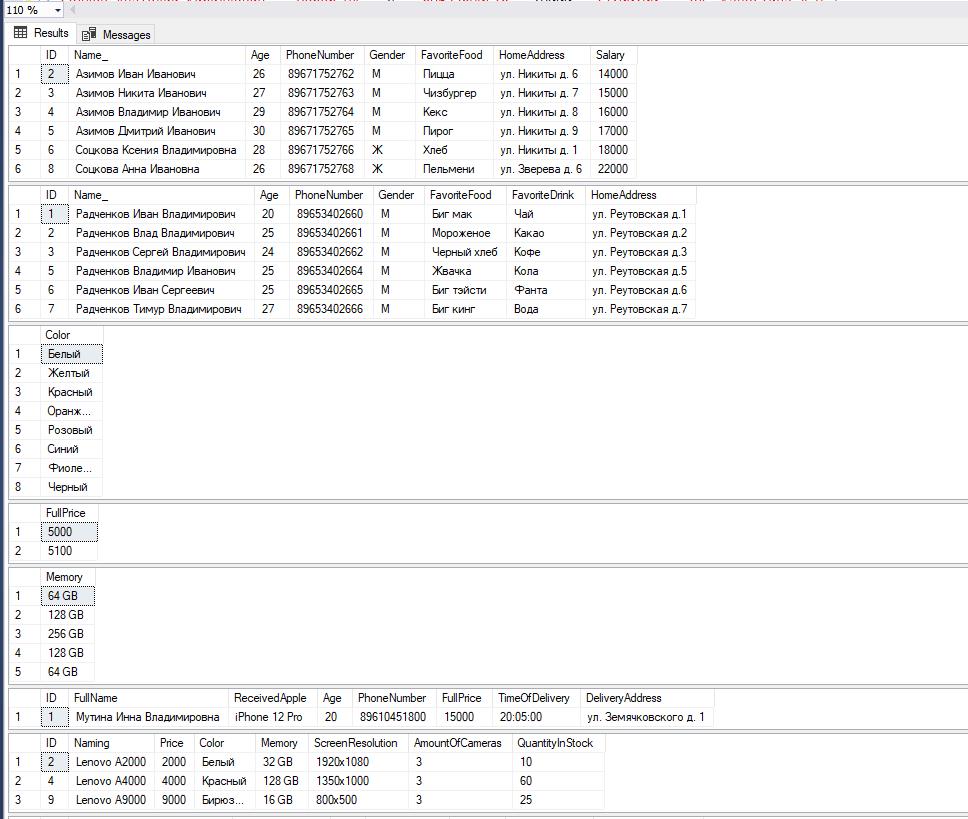 110 %
Results Messages
ID Name_ Age PhoneNumber Gender FavoriteFood HomeAddress Salary
1 2 Азимов Иван Иванович 26 89671752762 М Пицца ул. Никиты д. 6 14000
2 3 Азимов Никита Иванович 27 89671752763 М Чизбургер ул. Никиты д. 7 15000
3 4 Азимов Владимир Иванович 29 89671752764 М Кекс ул. Никиты д. 8 16000
4 5 Азимов Дмитрий Иванович 30 89671752765 М Пирог ул. Никиты д. 9 17000
5 6 Соцкова Ксения Владимировна 28 89671752766 Ж Хлеб ул. Никиты д. 1 18000
6 8 Соцкова Анна Ивановна 26 89671752768 Ж Пельмени ул. Зверева д. 6 22000
ID Name_ Age PhoneNumber Gender FavoriteFood FavoriteDrink HomeAddress
1 1 Радченков Иван Владимирович 20 89653402660 М Биг мак Чай ул. Реутовская д.1
2 2 Радченков Влад Владимирович 25 89653402661 М Мороженое Какао ул. Реутовская д.2
3 3 Радченков Сергей Владимирович 24 89653402662 М Черный хлеб Кофе ул. Реутовская д.3
4 5 Радченков Владимир Иванович 25 89653402664 М Жвачка Кола ул. Реутовская д.5
5 6 Радченков Иван Сергеевич 25 89653402665 М Биг тэйсти Фанта ул. Реутовская д.6
6 7 Радченков Тимур Владимирович 27 89653402666 М Биг кинг Вода ул. Реутовская д.7
Color
1 Белый
2 Желтый
3 Красный
4 Оранж...
5 Розовый
6 Синий
7 Фиоле...
8 Черный
FullPrice
1 5000
2 5100
Memory
1 64 GB
2 128 GB
3 256 GB
4 128 GB
5 64 GB
ID FullName ReceivedApple Age PhoneNumber FullPrice TimeOfDelivery DeliveryAddress
1 1 Мутина Инна Владимировна iPhone 12 Pro 20 89610451800 15000 20:05:00 ул. Земячковского д. 1
ID Naming Price Color Memory ScreenResolution AmountOfCameras QuantityInStock
1 2 Lenovo A2000 2000 Белый 32 GB 1920x1080 3 10
2 4 Lenovo A4000 4000 Красный 128 GB 1350x1000 3 60
3 9 Lenovo A9000 9000 Бирюз... 16 GB 800x500 3 25